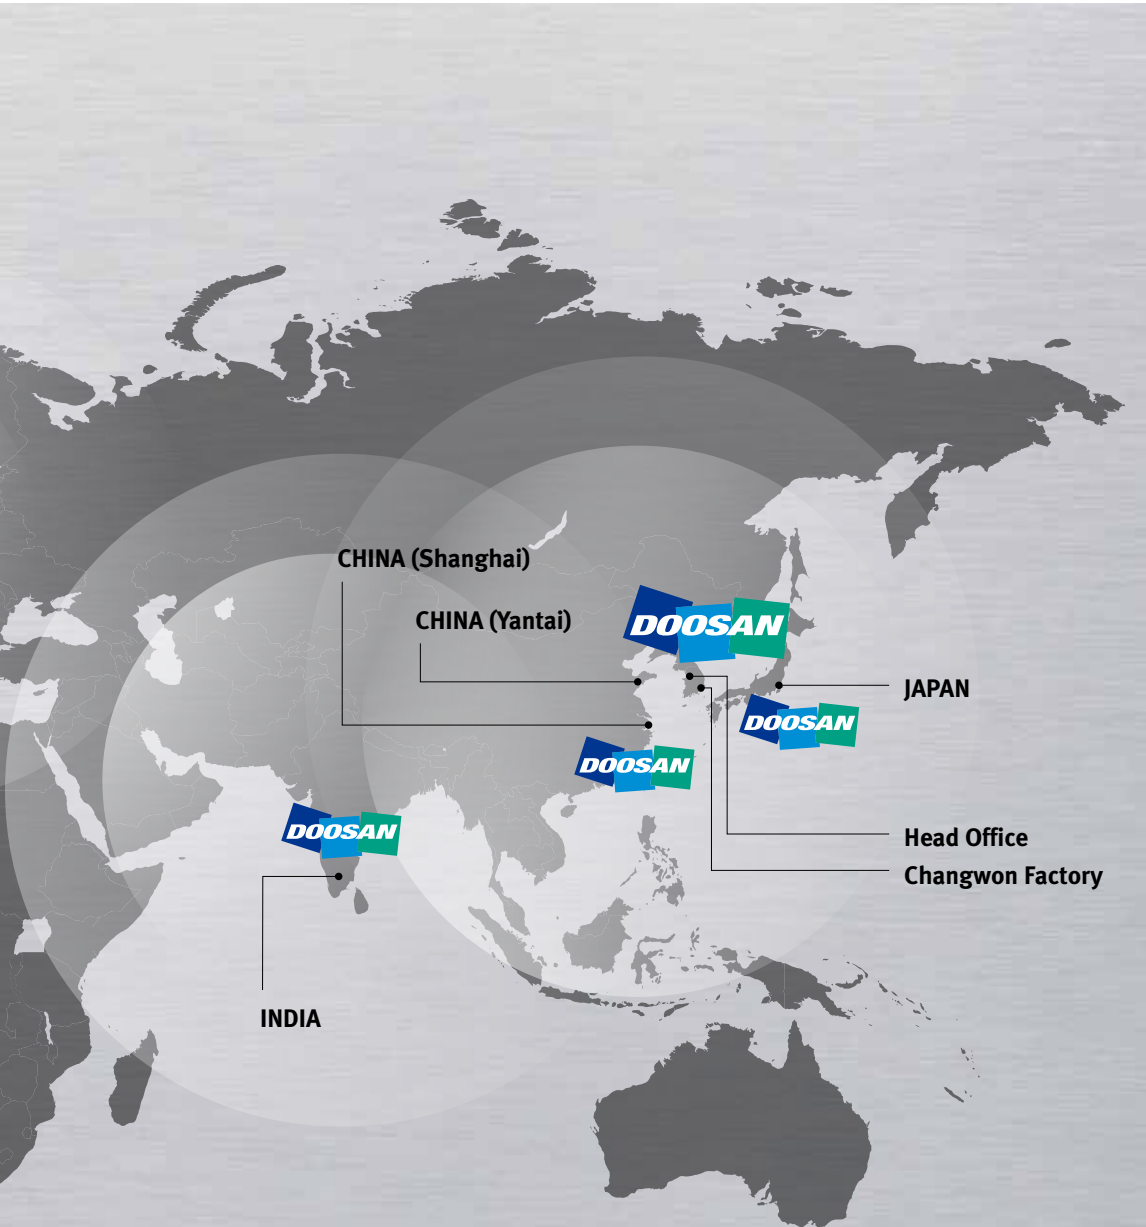 CHINA (Shanghai)
CHINA (Yantai)
DOOSAN
JAPAN
DOOSAN
DOOSAN
DOOSAN
Head Office
Changwon Factory
INDIA